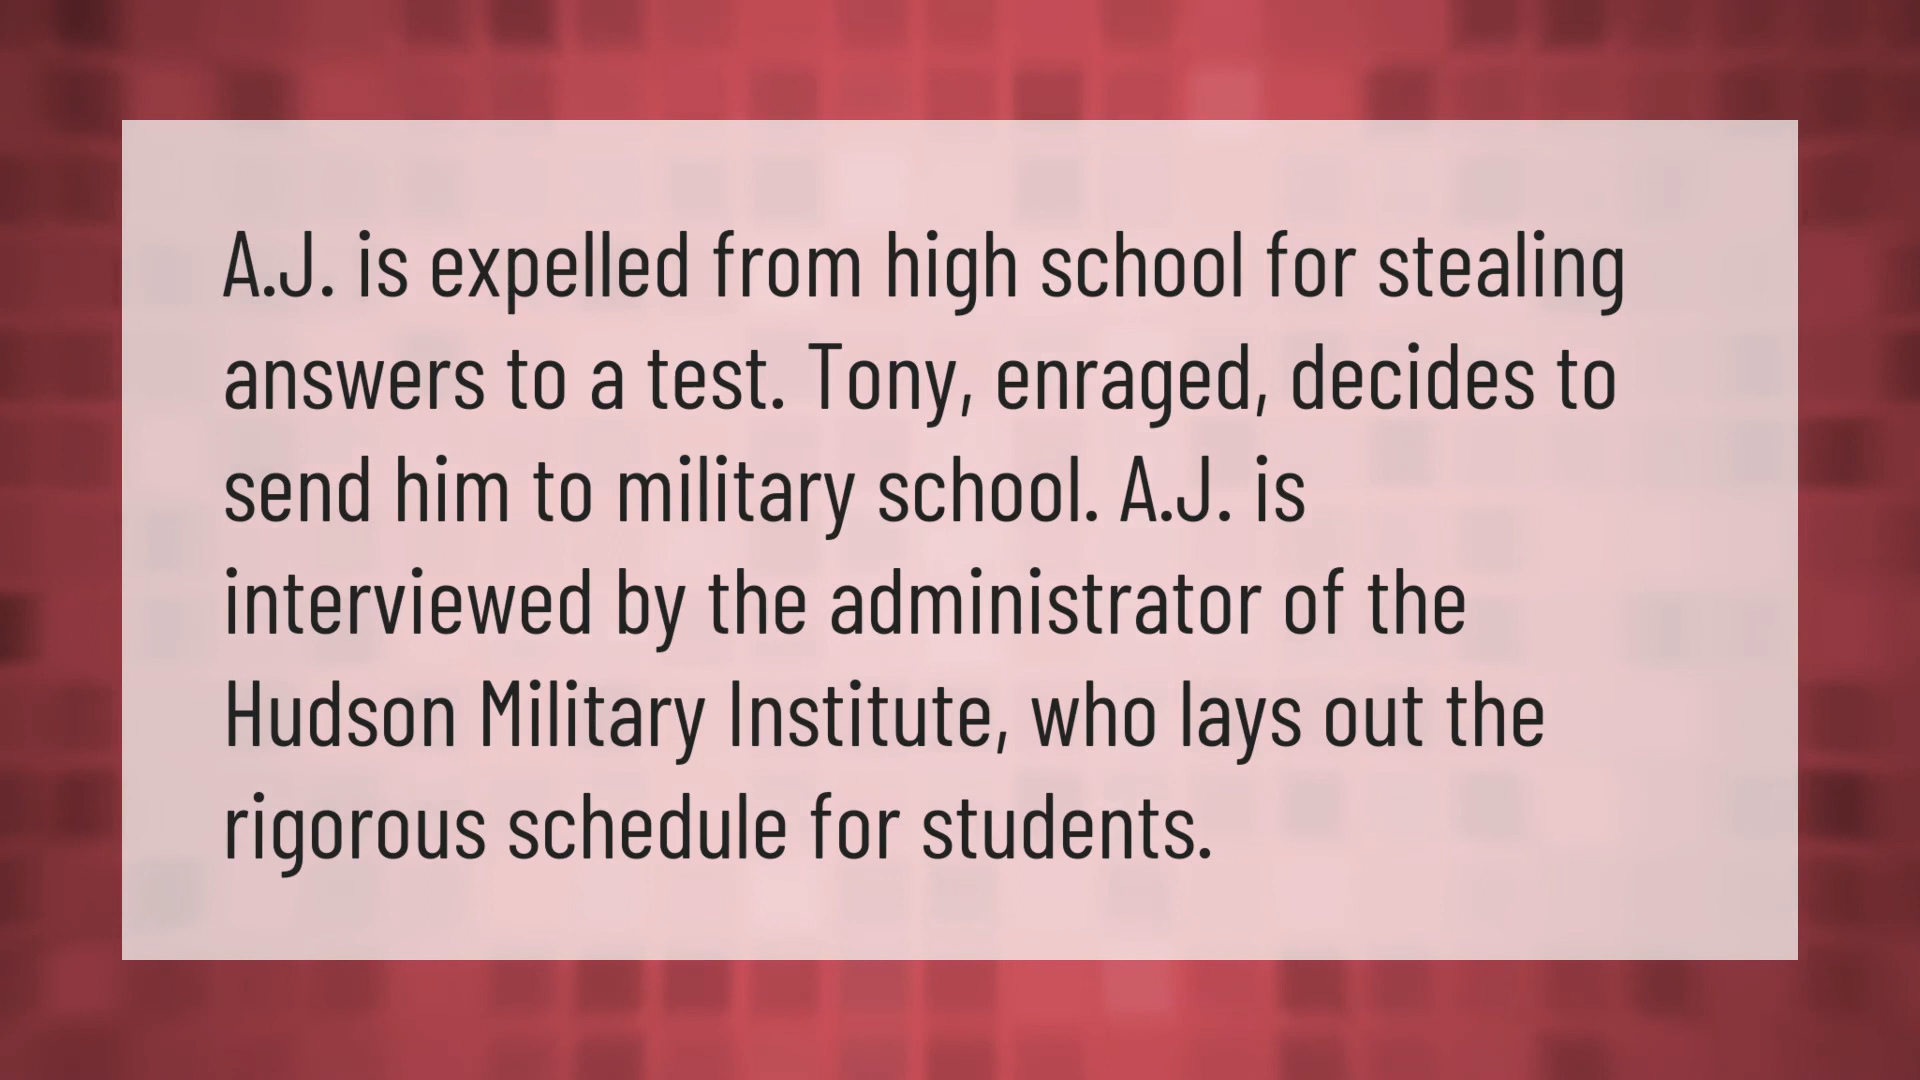 A.J. is expelled from high school for stealing
answers to a test. Tony, enraged, decides to
send him to military school. A.J. is
interviewed by the administrator of the
Hudson Military Institute, who lays out the
rigorous schedule for students.